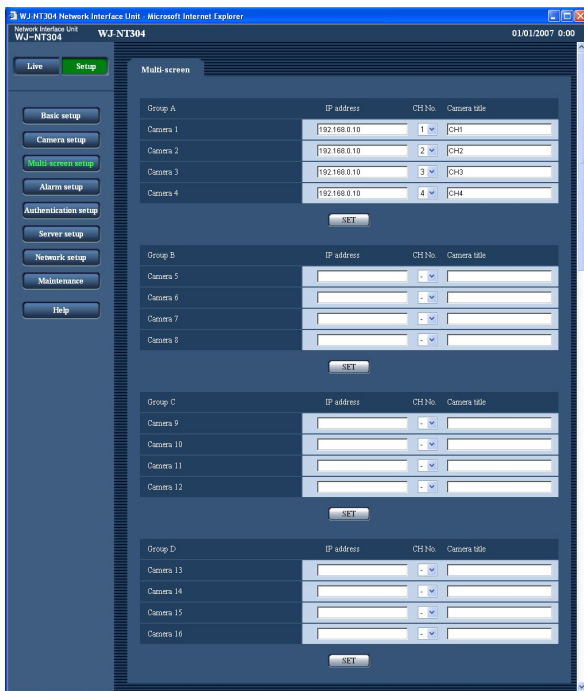 WJ-NT304 Network Interface Unit - Microsoft Internet Explorer
Network Interface Unit
WJ-NT304
WJ-NT304
01/01/2007 0:00
Live
Setup
Basic setup
Camera setup
Multi-screen setup
Alarm setup
Authentication setup
Server setup
Network setup
Maintenance
Help
Multi-screen
Group A IP address CH No. Camera title
Camera 1 192.168.0.10 1 CH1
Camera 2 192.168.0.10 2 CH2
Camera 3 192.168.0.10 3 CH3
Camera 4 192.168.0.10 4 CH4
SET
Group B IP address CH No. Camera title
Camera 5 -
Camera 6 -
Camera 7 -
Camera 8 -
SET
Group C IP address CH No. Camera title
Camera 9 -
Camera 10 -
Camera 11 -
Camera 12 -
SET
Group D IP address CH No. Camera title
Camera 13 -
Camera 14 -
Camera 15 -
Camera 16 -
SET